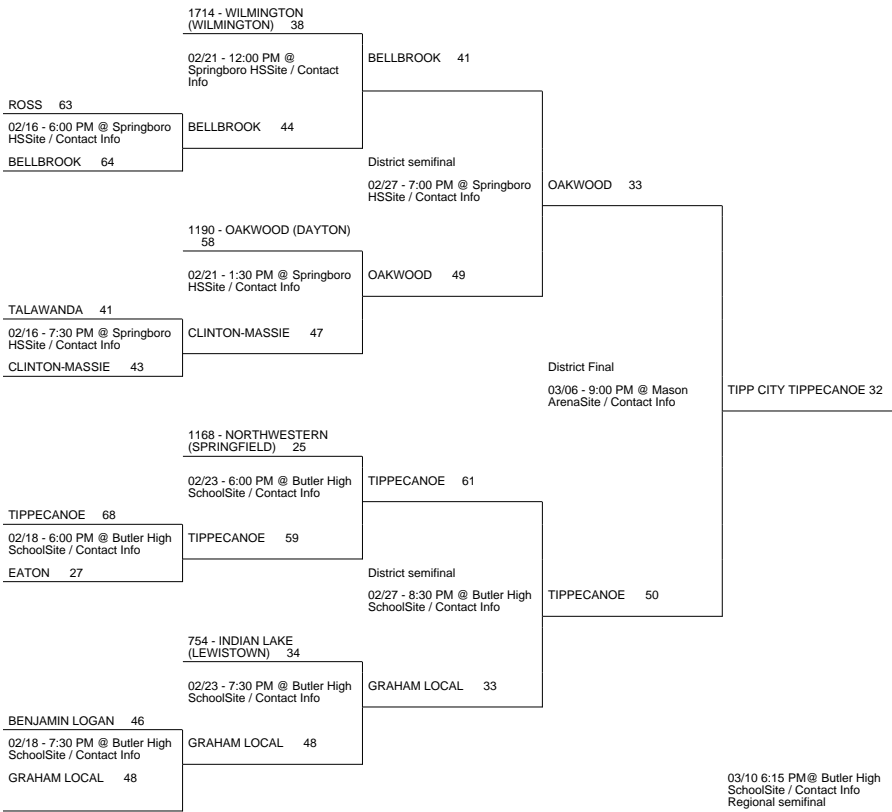 1714 - WILMINGTON
(WILMINGTON) 38
02/21 - 12:00 PM @
Springboro HSSite / Contact
Info
BELLBROOK 41
ROSS 63
02/16 - 6:00 PM @ Springboro
HSSite / Contact Info
BELLBROOK 64
BELLBROOK 44
District semifinal
02/27 - 7:00 PM @ Springboro
HSSite / Contact Info
OAKWOOD 33
1190 - OAKWOOD (DAYTON)
58
02/21 - 1:30 PM @ Springboro
HSSite / Contact Info
OAKWOOD 49
TALAWANDA 41
02/16 - 7:30 PM @ Springboro
HSSite / Contact Info
CLINTON-MASSIE 43
CLINTON-MASSIE 47
District Final
03/06 - 9:00 PM @ Mason
ArenaSite / Contact Info
TIPP CITY TIPPECANOE 32
1168 - NORTHWESTERN
(SPRINGFIELD) 25
02/23 - 6:00 PM @ Butler High
SchoolSite / Contact Info
TIPPECANOE 61
TIPPECANOE 68
02/18 - 6:00 PM @ Butler High
SchoolSite / Contact Info
EATON 27
TIPPECANOE 59
District semifinal
02/27 - 8:30 PM @ Butler High
SchoolSite / Contact Info
TIPPECANOE 50
754 - INDIAN LAKE
(LEWISTOWN) 34
02/23 - 7:30 PM @ Butler High
SchoolSite / Contact Info
GRAHAM LOCAL 33
BENJAMIN LOGAN 46
02/18 - 7:30 PM @ Butler High
SchoolSite / Contact Info
GRAHAM LOCAL 48
GRAHAM LOCAL 48
03/10 6:15 PM@ Butler High
SchoolSite / Contact Info
Regional semifinal